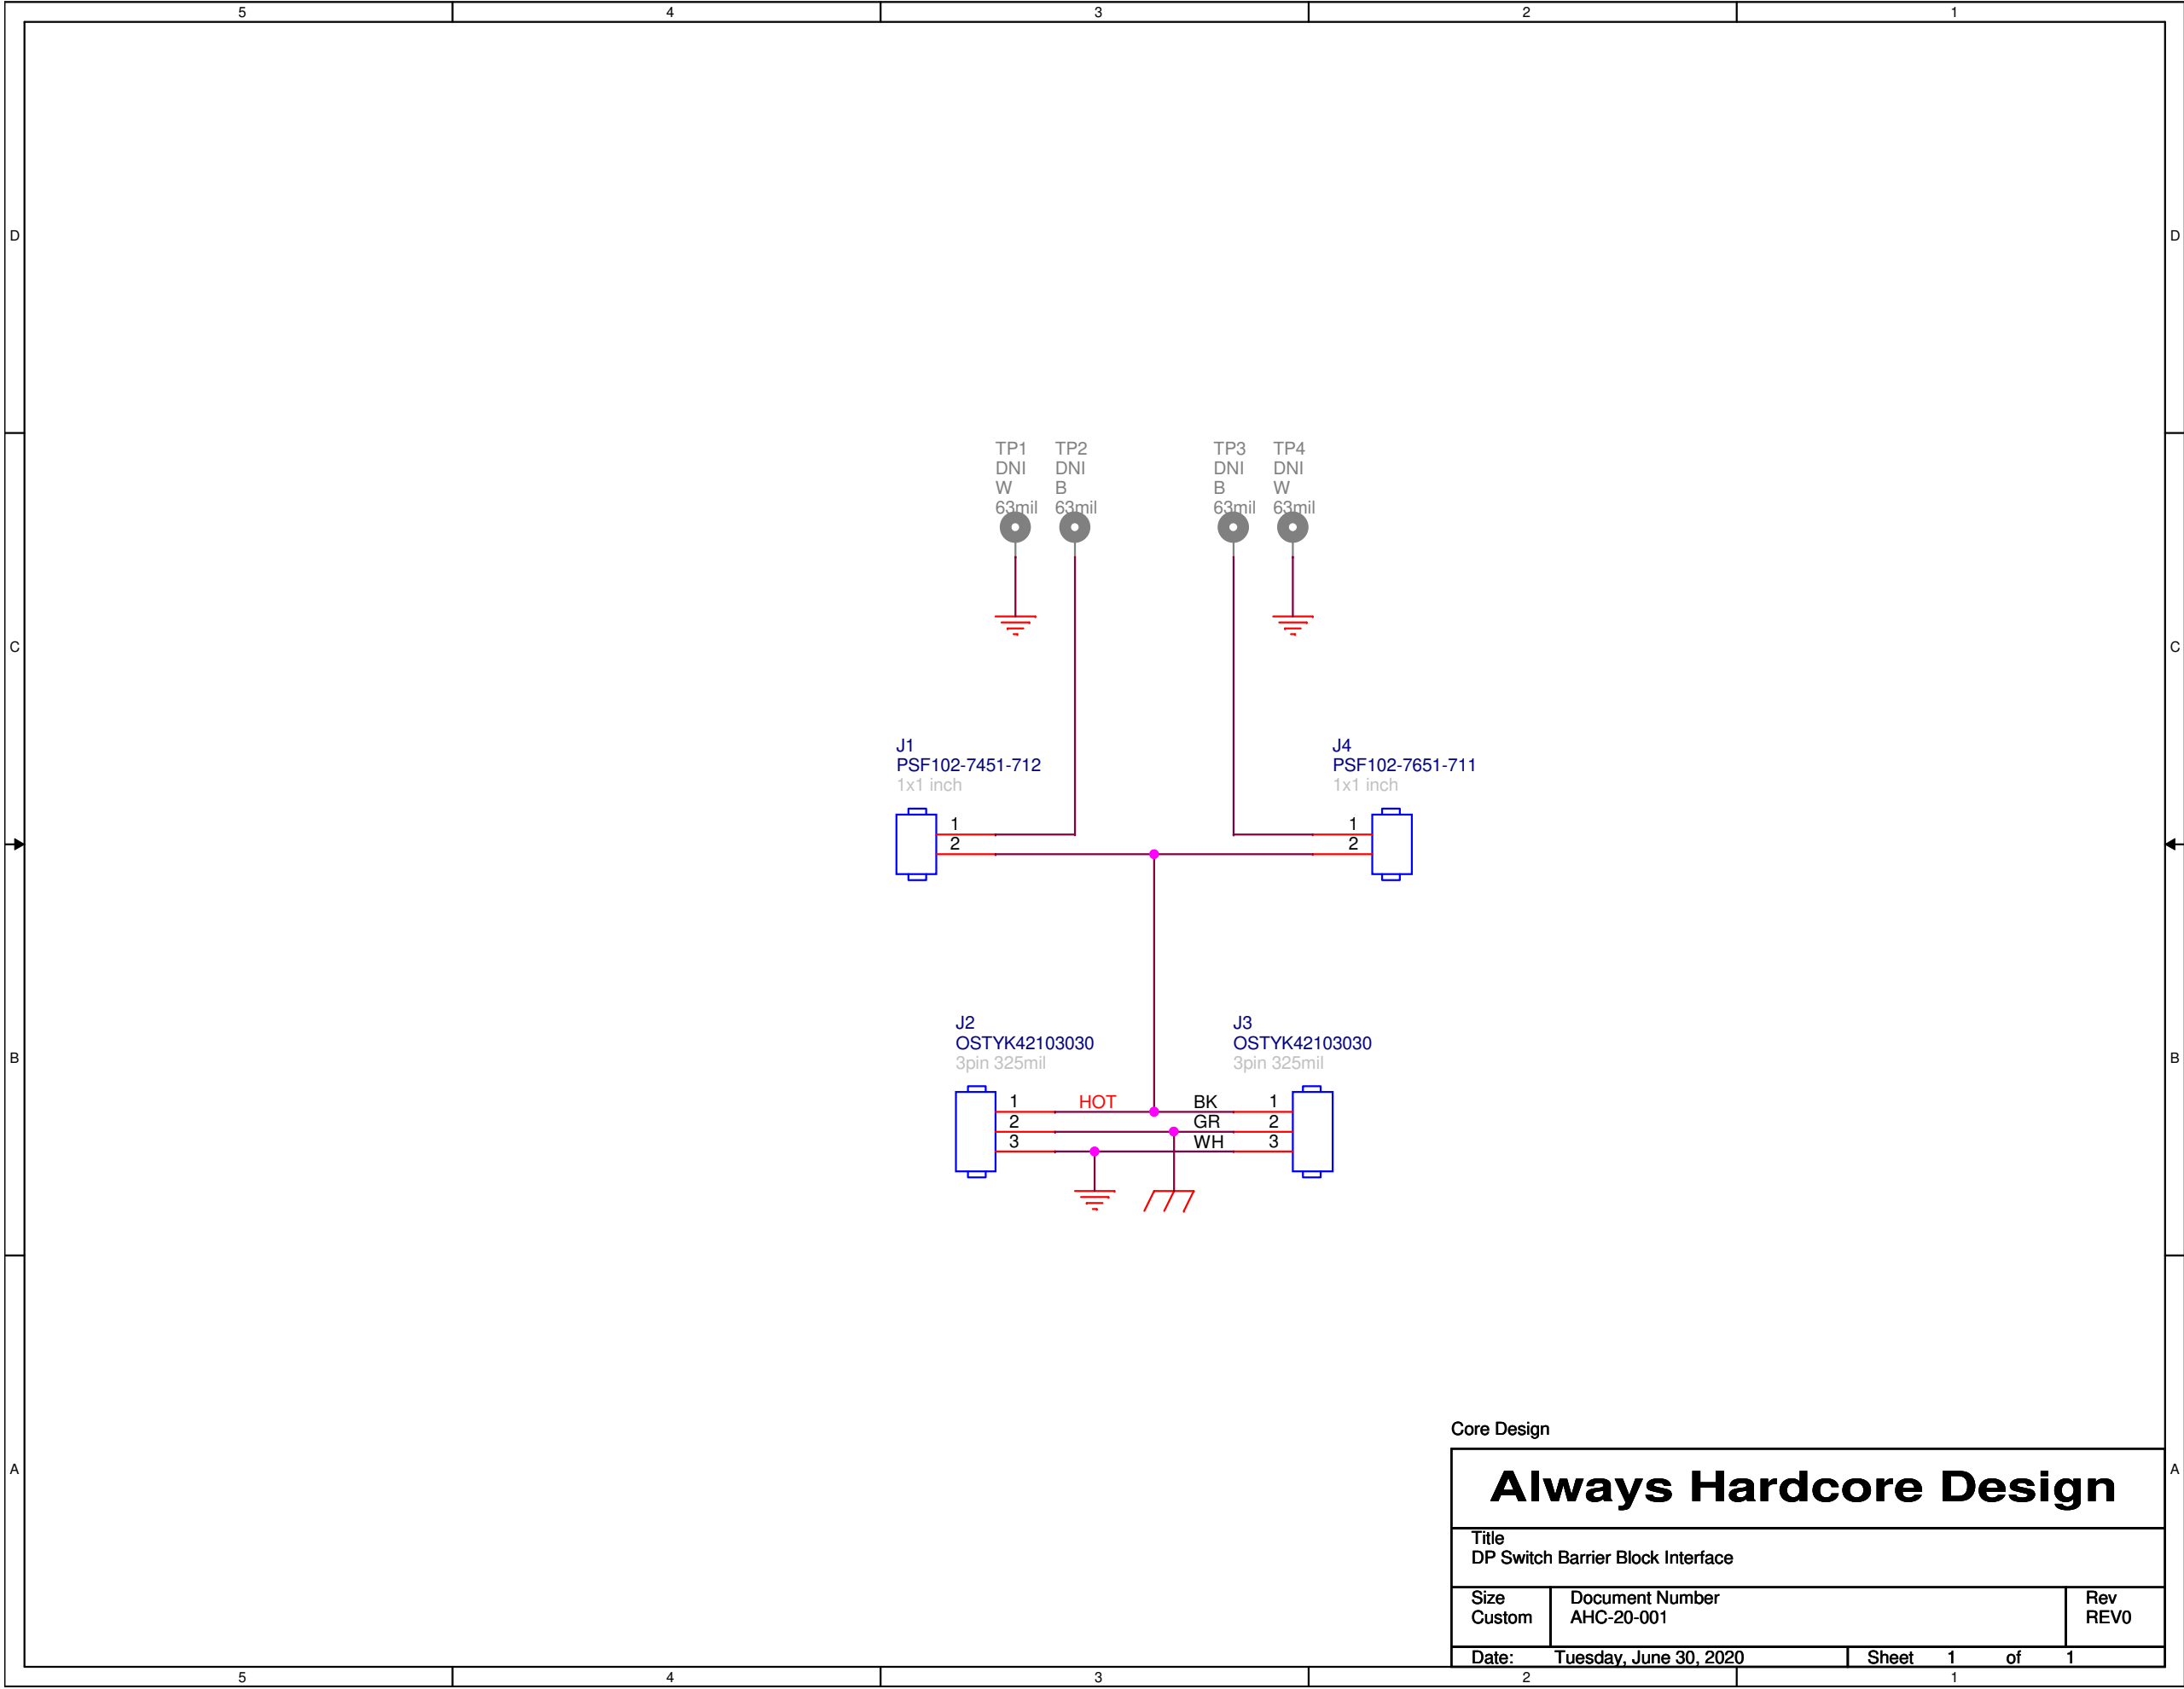 5 4 3 2 1
D D
TP1 TP2 TP3 TP4
DNI DNI DNI DNI
W B B W
63mil 63mil 63mil 63mil
C C
J1
PSF102-7451-712
1x1 inch
1
2
J4
PSF102-7651-711
1x1 inch
1
2
J2
OSTYK42103030
3pin 325mil
J3
OSTYK42103030
3pin 325mil
B B
1 HOT BK 1
2 GR 2
3 WH 3
A A
Core Design
Always Hardcore Design
Title
DP Switch Barrier Block Interface
Size Document Number Rev
Custom AHC-20-001 REV0
Date: Tuesday, June 30, 2020 Sheet 1 of 1
5 4 3 2 1